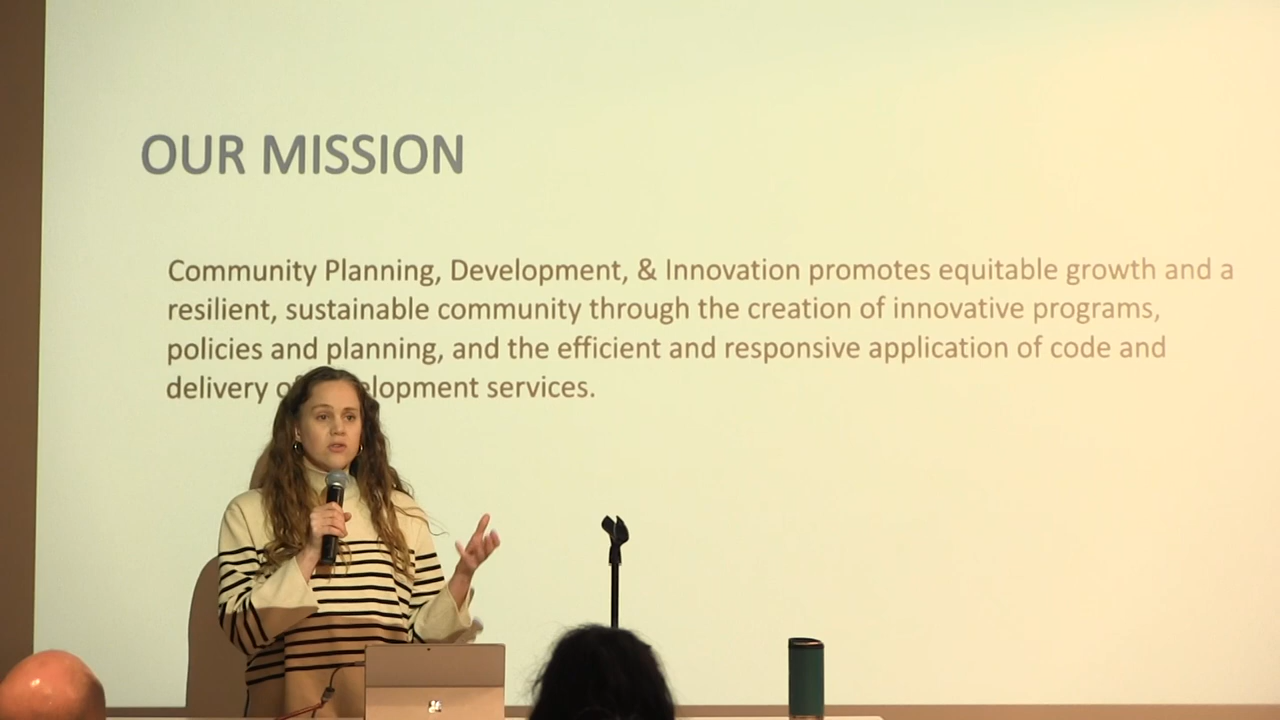 OUR MISSION
Community Planning, Development, & Innovation promotes equitable growth and a
resilient, sustainable community through the creation of innovative programs,
policies and planning, and the efficient and responsive application of code and
delivery elopment services.